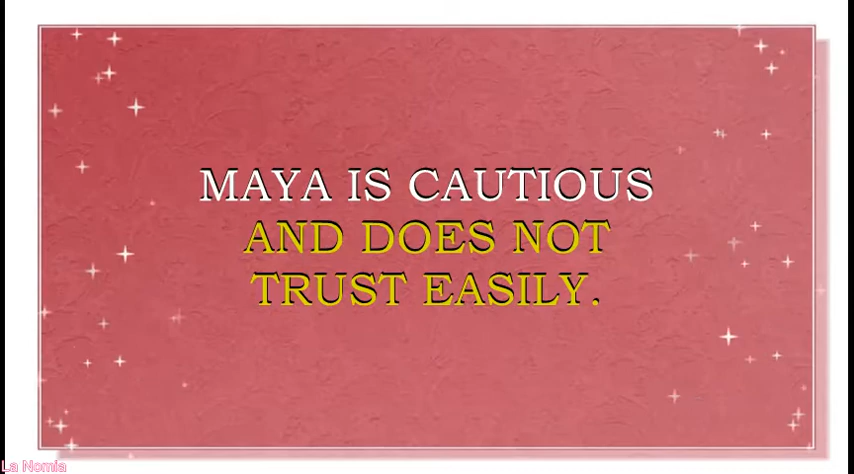 MAYA IS CAUTIOUS
AND DOES NOT
TRUST EASILY.
La Nomia